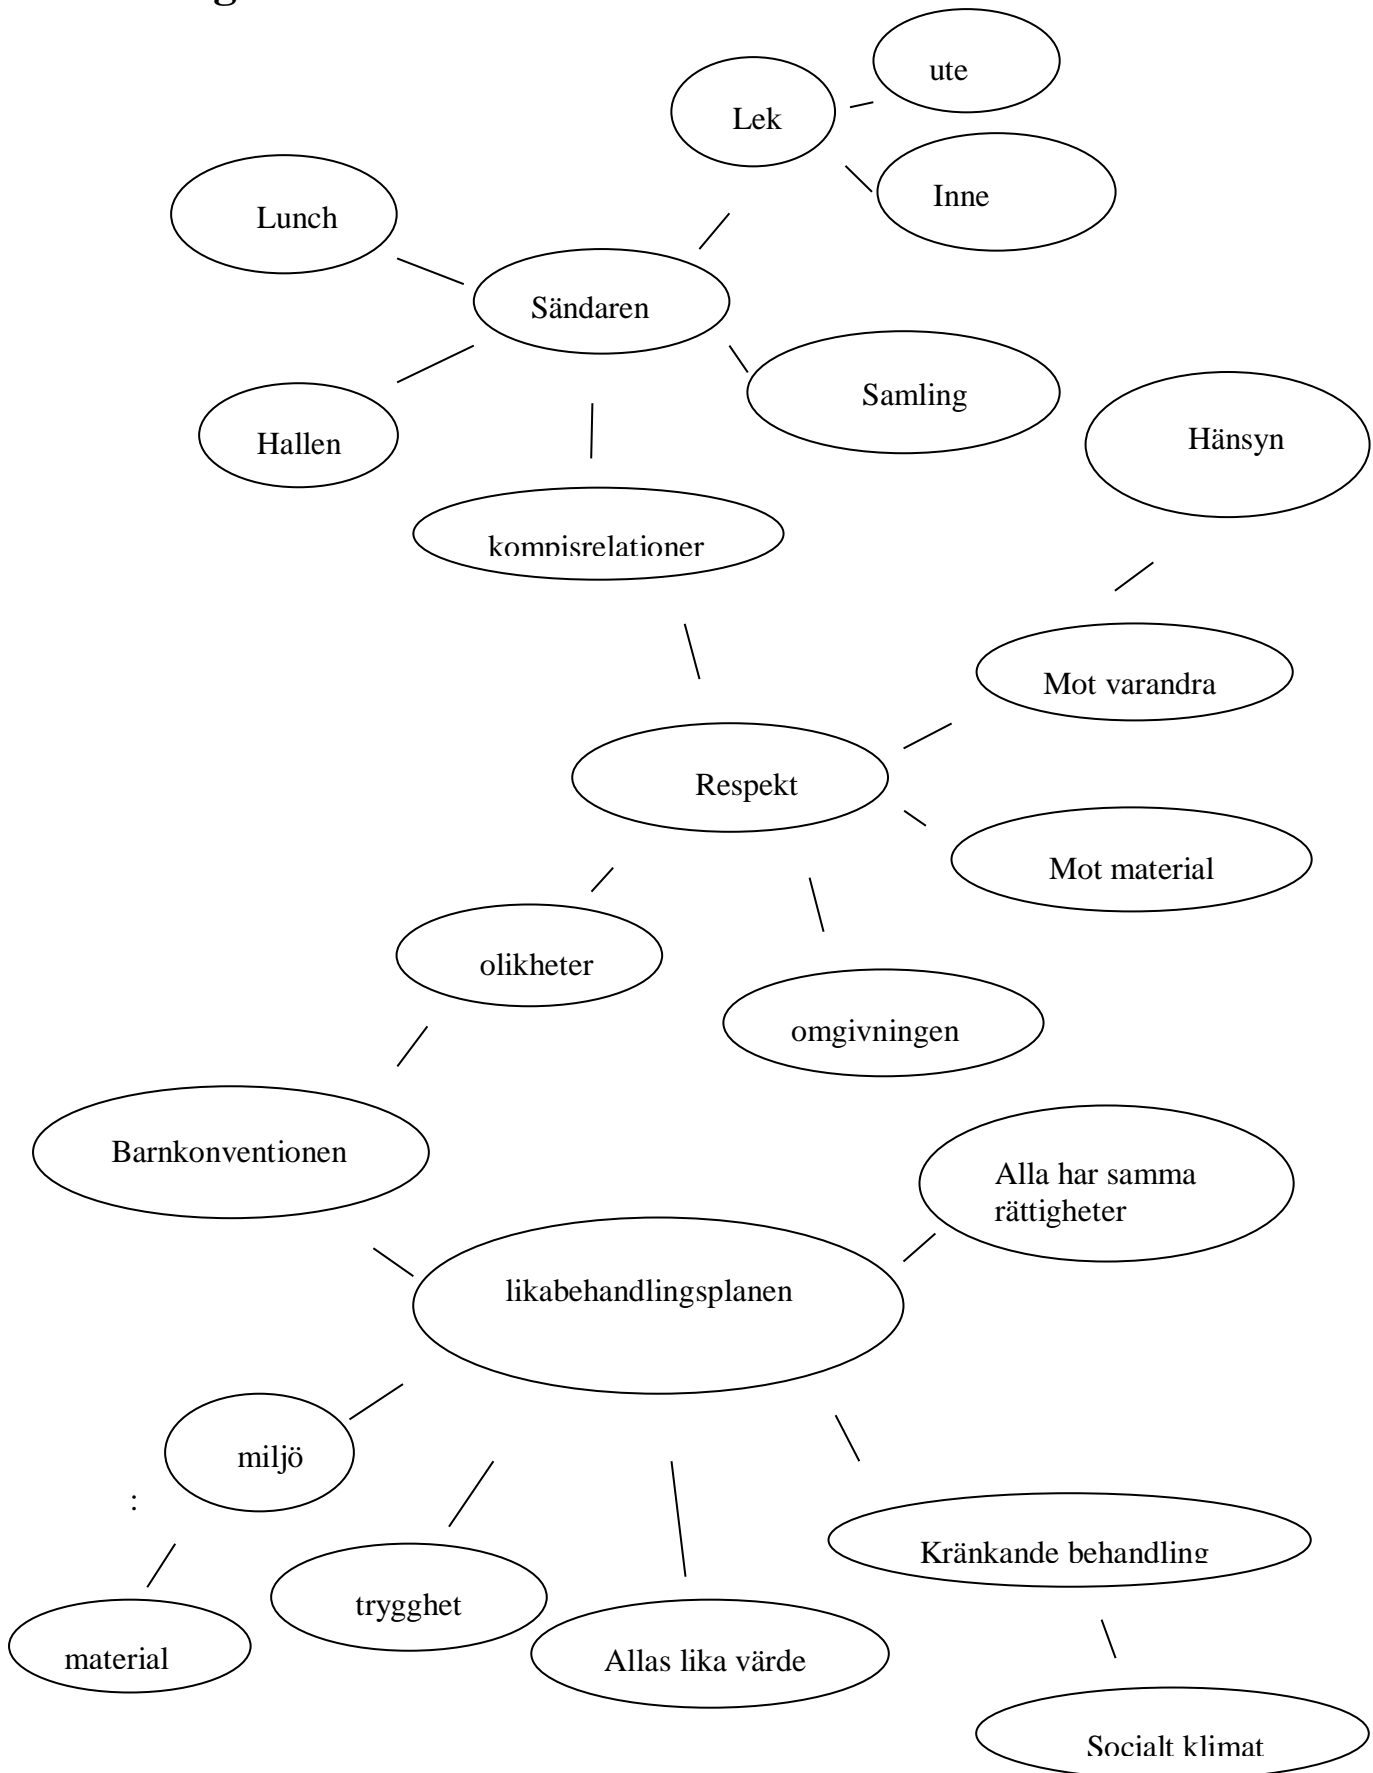 ute
Lek
Inne
Lunch
Sändaren
Samling
Hänsyn
Hallen
kompisrelationer
Mot varandra
Respekt
Mot material
olikheter
omgivningen
Barnkonventionen
Alla har samma
rättigheter
likabehandlingsplanen
miljö
:
Kränkande behandling
trygghet
material
Allas lika värde
Socialt klimat